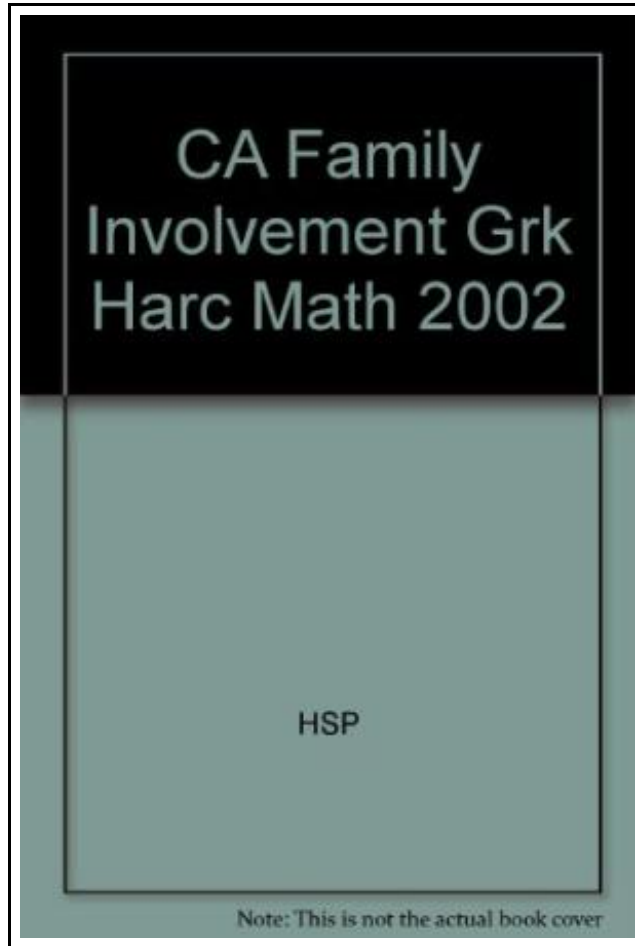 CA Family
Involvement Grk
Harc Math 2002
HSP
Note: This is not the actual book cover